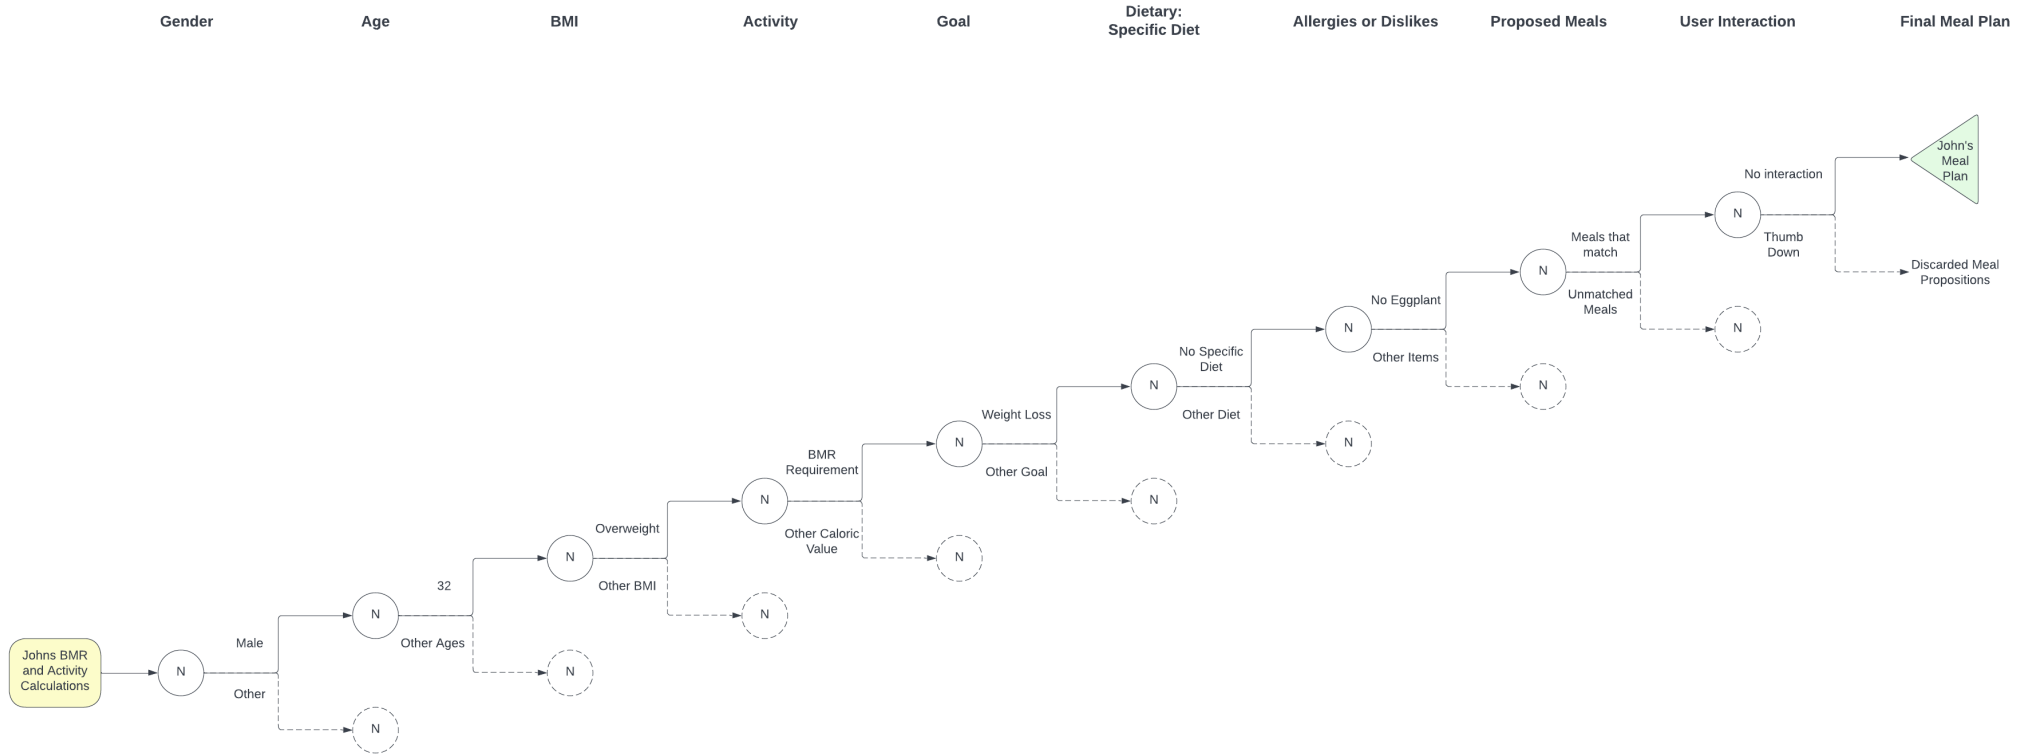 Gender
Age
BMI
Activity
Goal
Dietary:
Specific Diet
Allergies or Dislikes
Proposed Meals
User Interaction
Final Meal Plan
John's
Meal
Plan
No interaction
N
Thumb
Down
Discarded Meal
Propositions
Meals that
match
N
Unmatched
Meals
N
No Eggplant
N
Other Items
N
No Specific
Diet
N
Other Diet
N
Weight Loss
N
Other Goal
N
BMR
Requirement
N
Other Caloric
Value
N
Overweight
N
Other BMI
N
32
N
Other Ages
N
Johns BMR
and Activity
Calculations
N
Male
Other
N